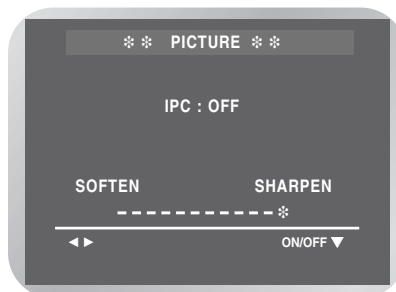 ❄ ❄ PICTURE ❄ ❄
IPC : OFF
SOFTEN SHARPEN
– – – – – – – – – – – – ❄
◄ ► ON/OFF ▼